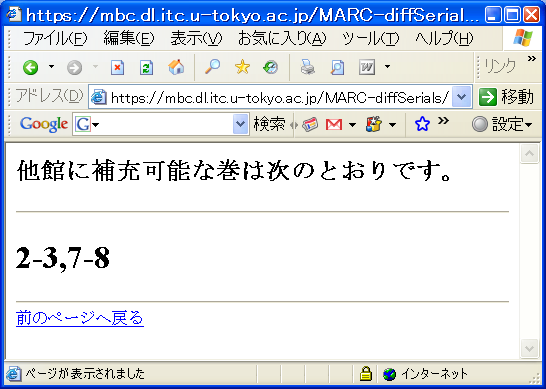 https://mbc.dl.itc.u-tokyo.ac.jp/MARC-diffSerial...
ファイル(F) 編集(E) 表示(V) お気に入り(A) ツール(T) ヘルプ(H)
リンク »
アドレス(D) https://mbc.dl.itc.u-tokyo.ac.jp/MARC-diffSerials/ 移動
Google G 検索 » 設定
他館に補充可能な巻は次のとおりです。
2-3,7-8
前のページへ戻る
ページが表示されました インターネット